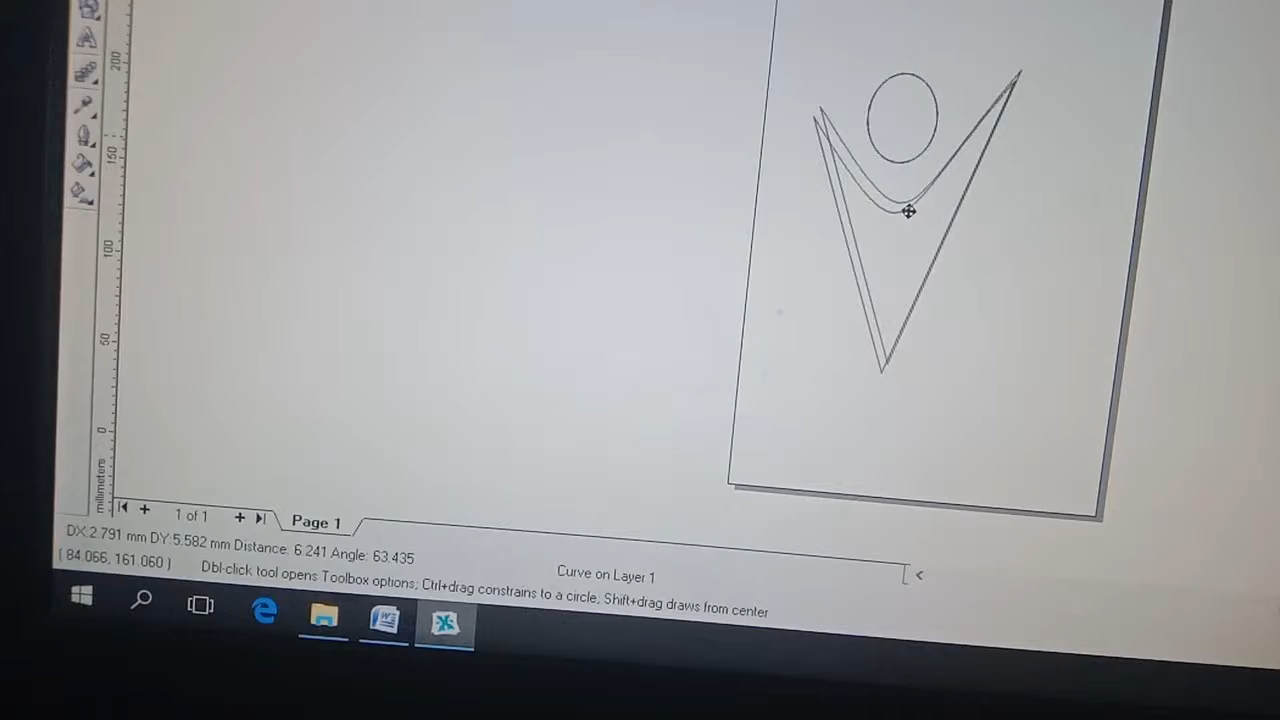 200
150
100
50
0
millimeters
1 of 1
Page 1
DX:2.791 mm DY:5.582 mm Distance: 6.241 Angle: 63.435
Curve on Layer 1
( 84.066, 161.060 )
Dbl-click tool opens Toolbox options; Ctrl+drag constrains to a circle; Shift+drag draws from center